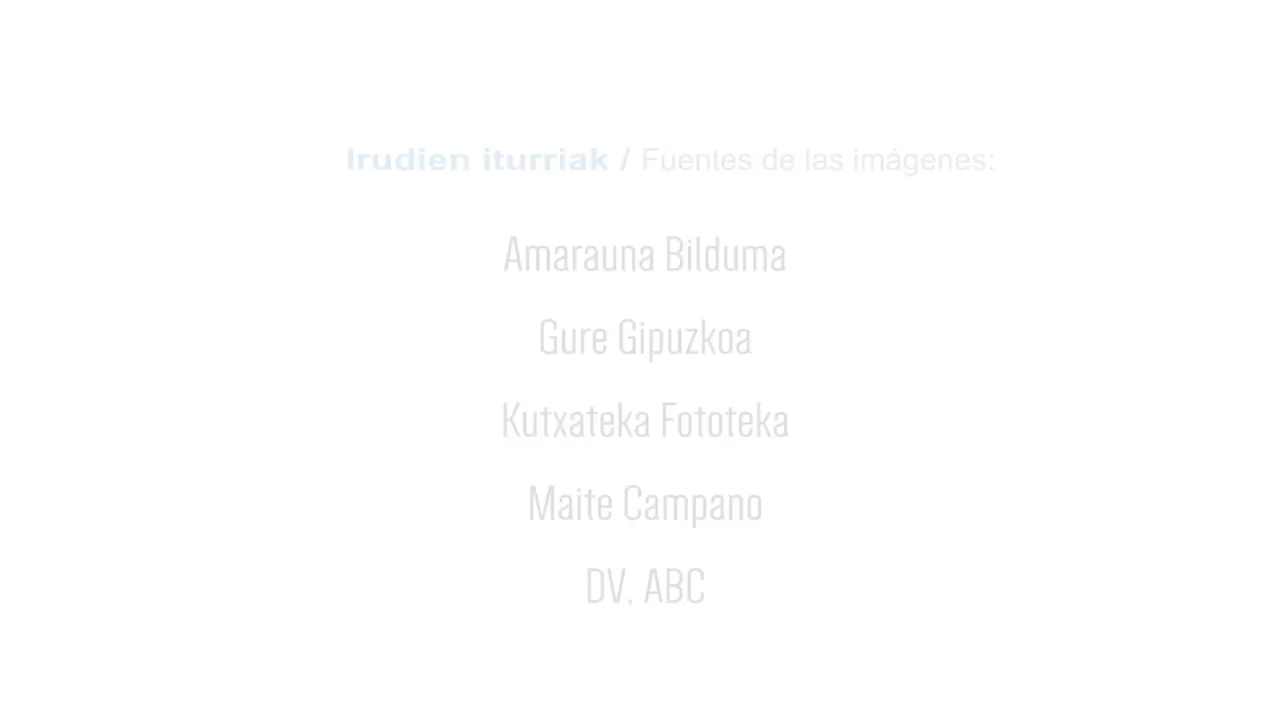 Irudien iturriak / Fuentes de las imágenes:
Amarauna Bilduma
Gure Gipuzkoa
Kutxateka Fototeka
Maite Campano
DV, ABC